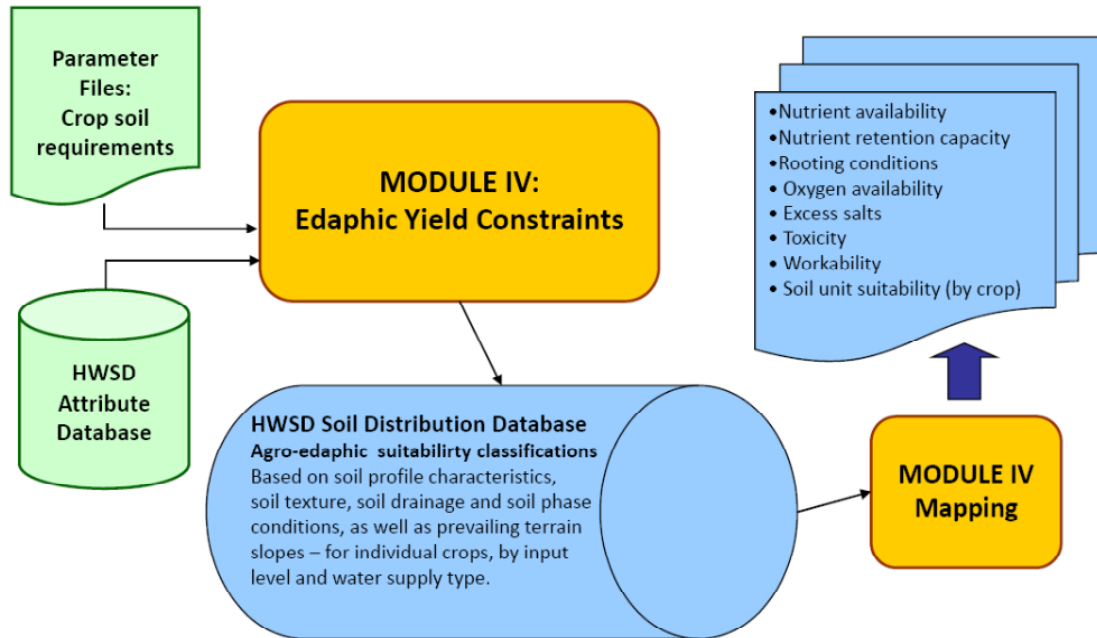 Parameter
Files:
Crop soil
requirements
MODULE IV:
Edaphic Yield Constraints
•Nutrient availability
•Nutrient retention capacity
•Rooting conditions
• Oxygen availability
• Excess salts
• Toxicity
• Workability
• Soil unit suitability (by crop)
HWSD
Attribute
Database
HWSD Soil Distribution Database
Agro-edaphic suitabilirty classifications
Based on soil profile characteristics,
soil texture, soil drainage and soil phase
conditions, as well as prevailing terrain
slopes – for individual crops, by input
level and water supply type.
MODULE IV
Mapping